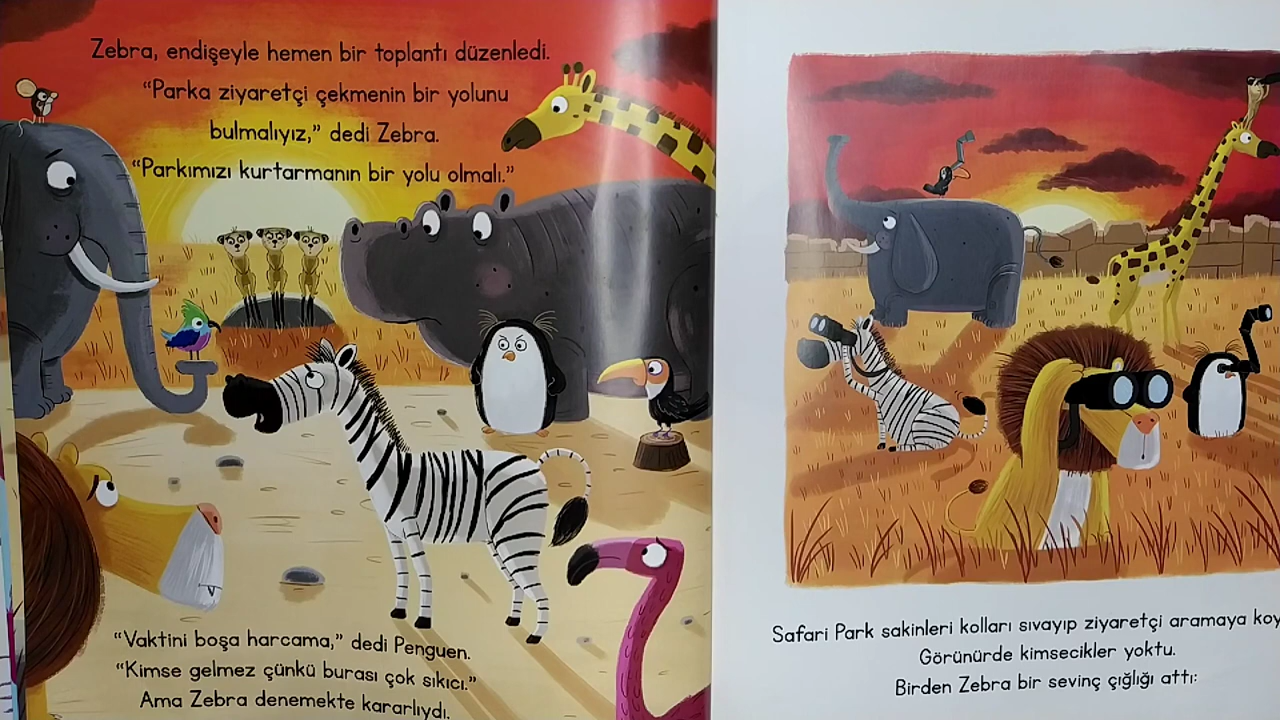 Zebra, endişeyle hemen bir toplantı düzenledi.
“Parka ziyaretçi çekmenin bir yolunu
bulmalıyız,” dedi Zebra.
“Parkımızı kurtarmanın bir yolu olmalı.”
“Vaktini boşa harcama,” dedi Penguen.
“Kimse gelmez çünkü burası çok sıkıcı.”
Ama Zebra denemekte kararlıydı.
Safari Park sakinleri kolları sıvayıp ziyaretçi aramaya
Görünürde kimsecikler yoktu.
Birden Zebra bir sevinç çığlığı attı: